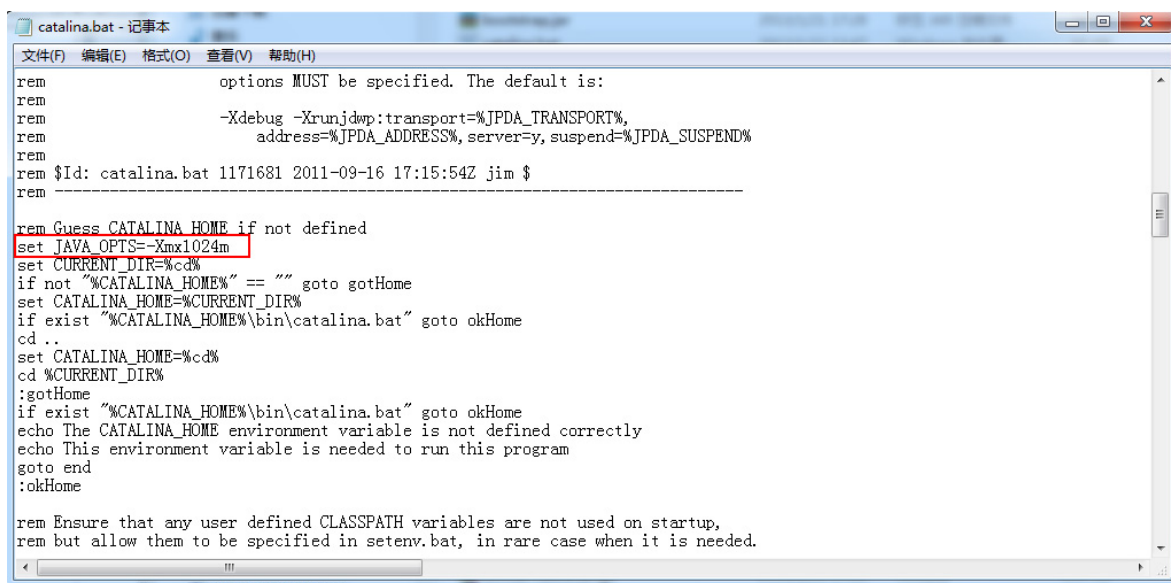 catalina.bat - 记事本
文件(F) 编辑(E) 格式(O) 查看(V) 帮助(H)
rem options MUST be specified. The default is:
rem
rem -Xdebug -Xrunjdwp:transport=%JPDA_TRANSPORT%,
rem address=%JPDA_ADDRESS%,server=y,suspend=%JPDA_SUSPEND%
rem
rem $Id: catalina.bat 1171681 2011-09-16 17:15:54Z jim $
rem ---------------------------------------------------------------------------
rem Guess CATALINA_HOME if not defined
set JAVA_OPTS=-Xmx1024m
set CURRENT_DIR=%cd%
if not "%CATALINA_HOME%" == "" goto gotHome
set CATALINA_HOME=%CURRENT_DIR%
if exist "%CATALINA_HOME%\bin\catalina.bat" goto okHome
cd ..
set CATALINA_HOME=%cd%
cd %CURRENT_DIR%
:gotHome
if exist "%CATALINA_HOME%\bin\catalina.bat" goto okHome
echo The CATALINA_HOME environment variable is not defined correctly
echo This environment variable is needed to run this program
goto end
:okHome
rem Ensure that any user defined CLASSPATH variables are not used on startup,
rem but allow them to be specified in setenv.bat, in rare case when it is needed.